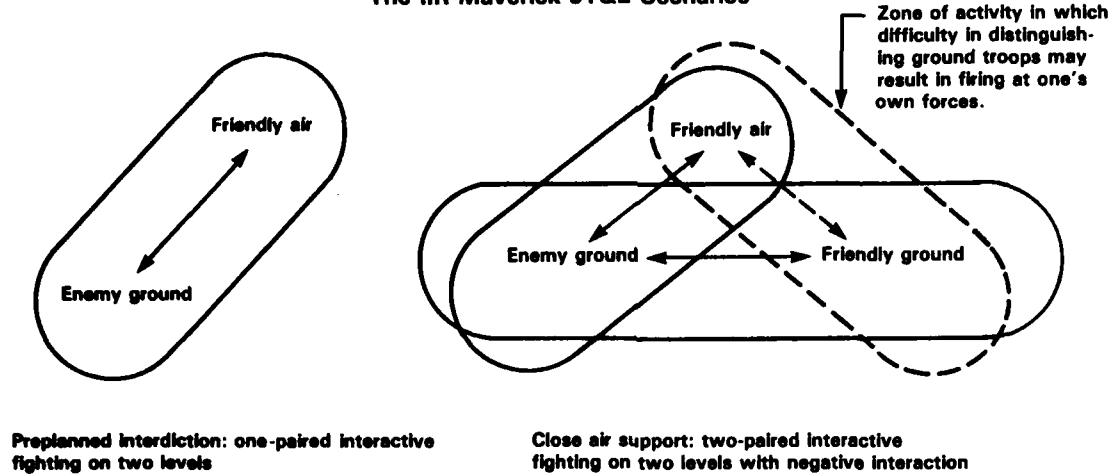 The IIR Maverick Scenarios
Zone of activity in which
difficulty in distinguish-
ing ground troops may
result in firing at one's
own forces.
Friendly air
Enemy ground
Friendly air
Enemy ground
Friendly ground
Preplanned interdiction: one-paired interactive
fighting on two levels
Close air support: two-paired interactive
fighting on two levels with negative interaction